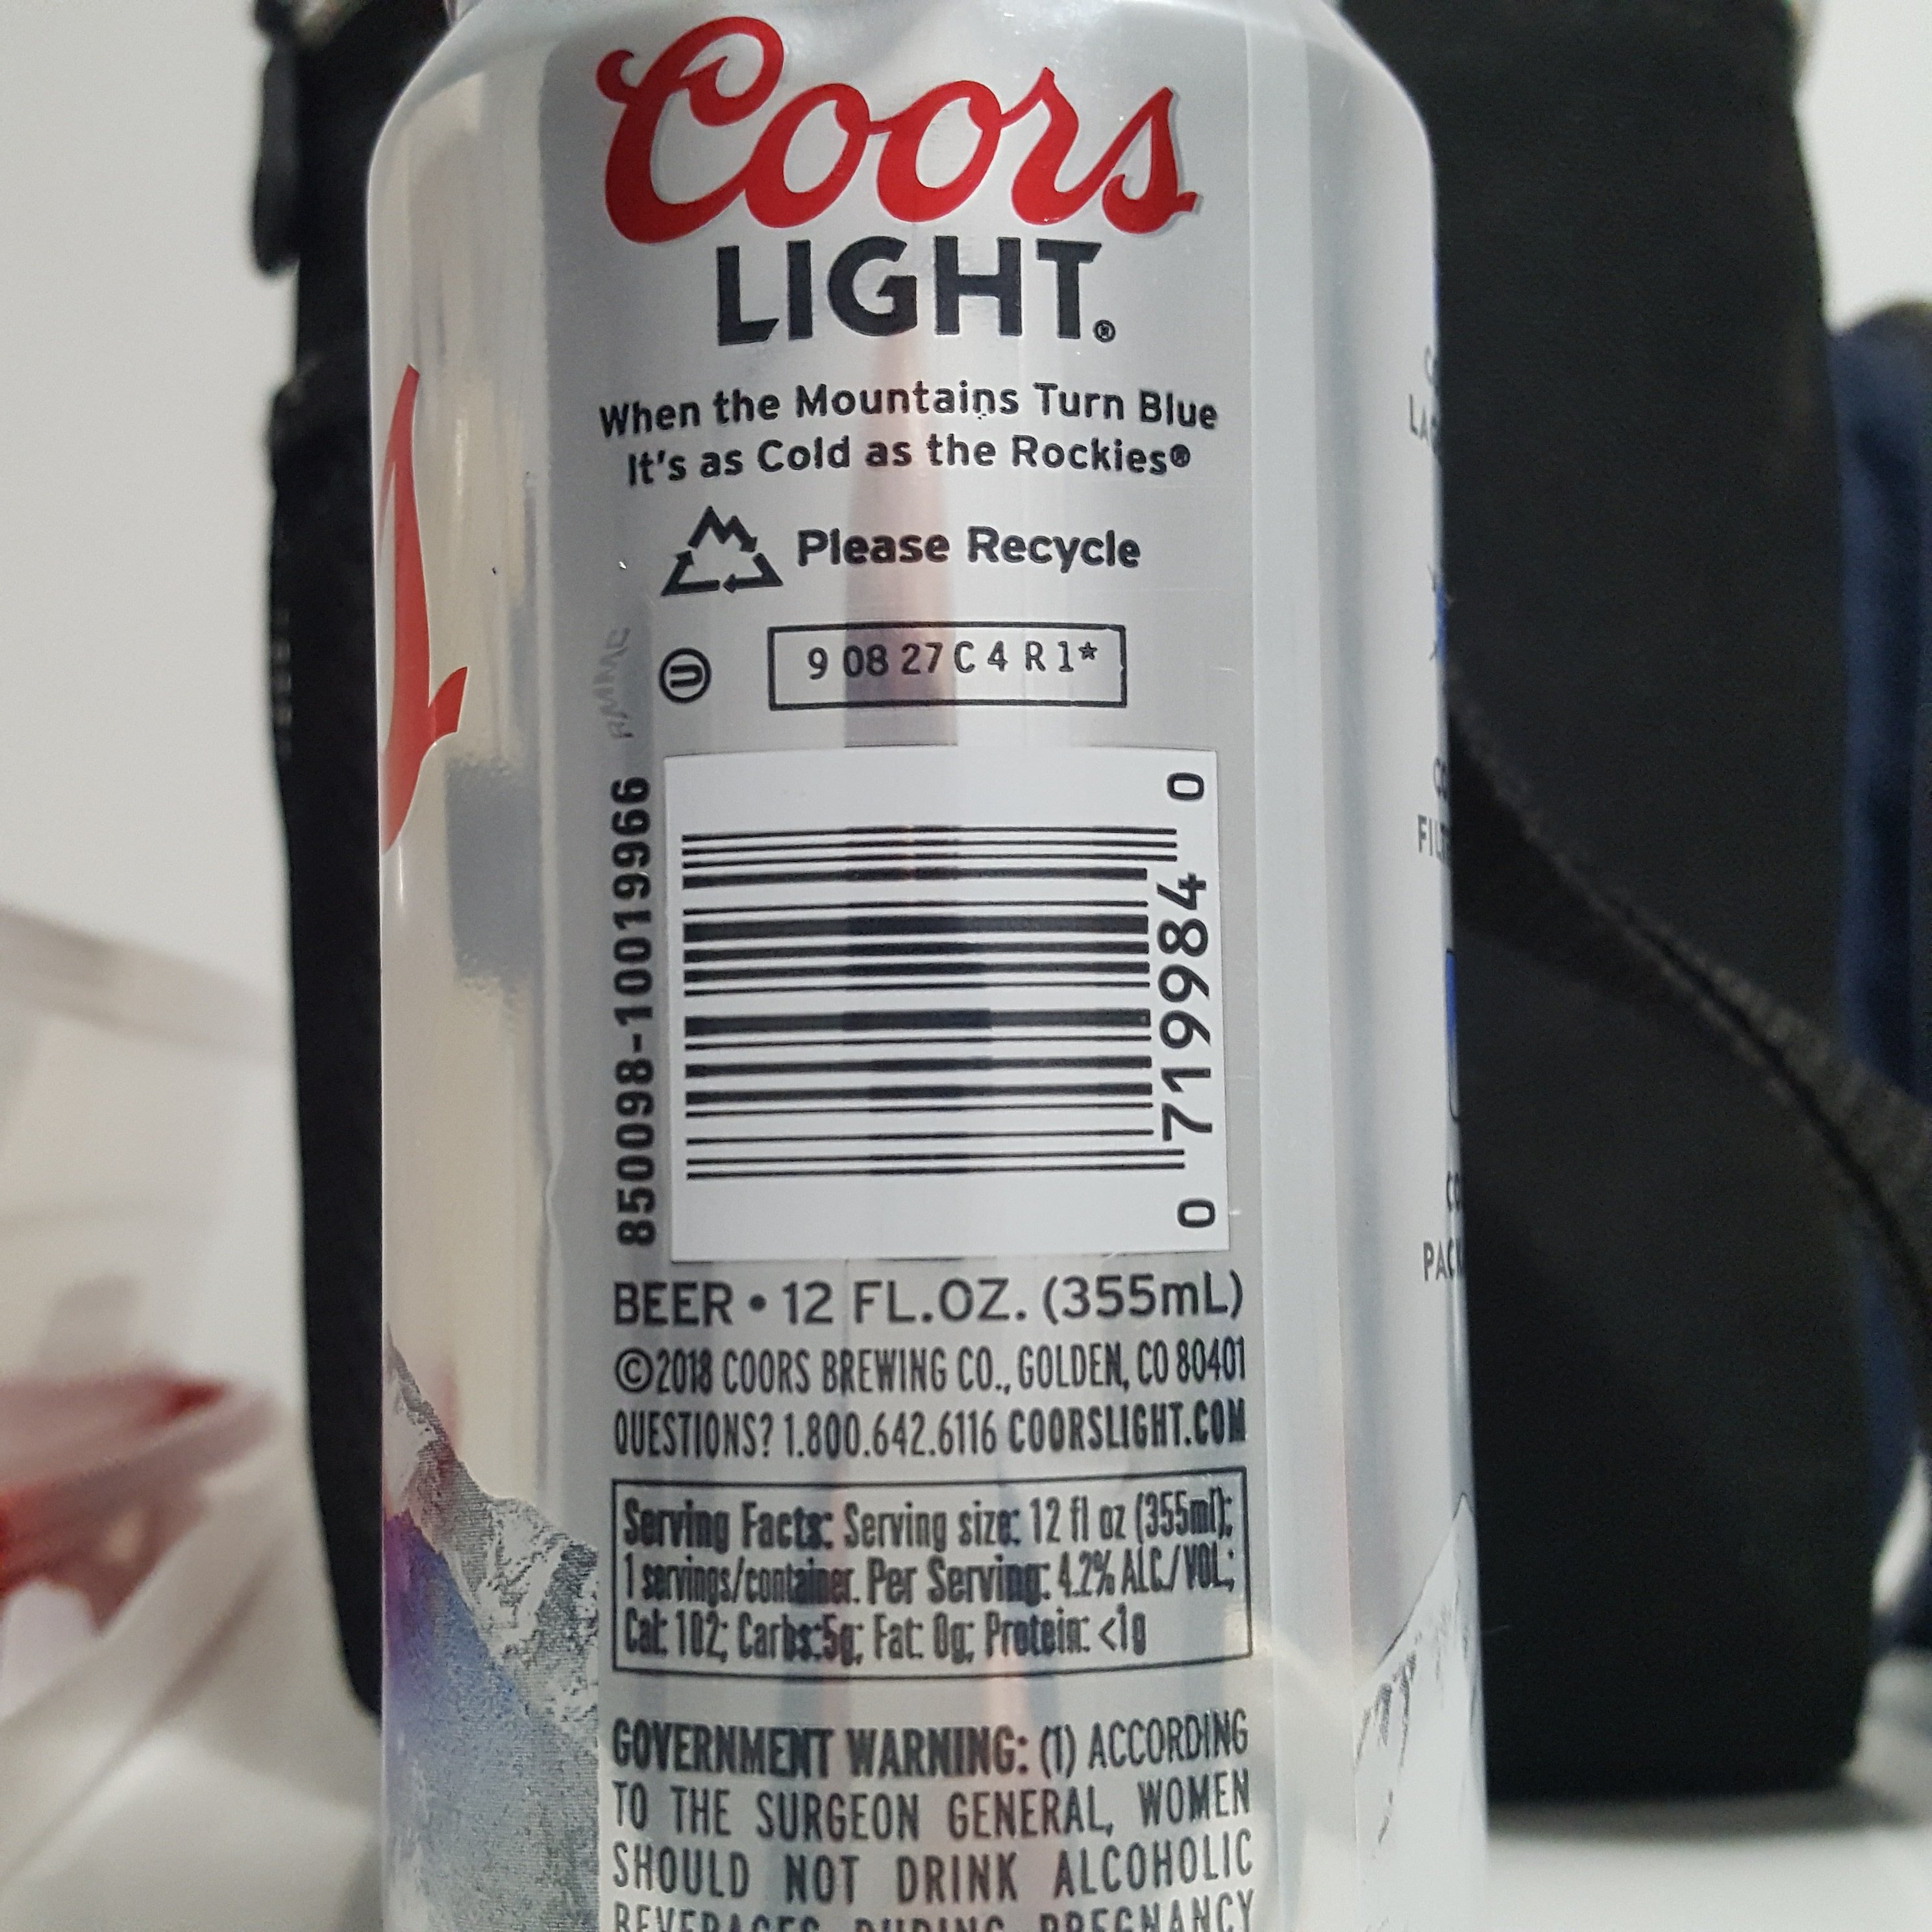 Coors
LIGHT®
When the Mountains Turn Blue
It's as Cold as the Rockies®
Please Recycle
U
9 08 27 C 4 R 1*
850098-10019966
0 719984 0
BEER • 12 FL.OZ. (355mL)
©2018 COORS BREWING CO., GOLDEN, CO 80401
QUESTIONS? 1.800.642.6116 COORSLIGHT.COM
Serving Facts: Serving size: 12 fl oz (355ml);
1 servings/container. Per Serving: 4.2% ALC./VOL.;
Cal: 102; Carbs:5g; Fat: 0g; Protein: <1g
GOVERNMENT WARNING: (1) ACCORDING
TO THE SURGEON GENERAL, WOMEN
SHOULD NOT DRINK ALCOHOLIC
BEVERAGES DURING PREGNANCY